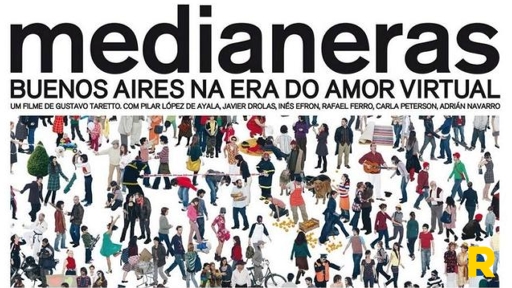 medianeras
BUENOS AIRES NA ERA DO AMOR VIRTUAL
UM FILME DE GUSTAVO TARETTO. COM PILAR LÓPEZ DE AYALA, JAVIER DROLAS, INÉS EFRON, RAFAEL FERRO, CARLA PETERSON, ADRIÁN NAVARRO
R